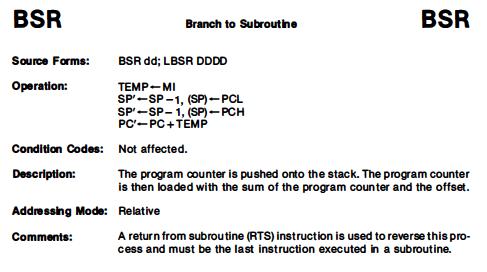 BSR Branch to Subroutine BSR
Source Forms: BSR dd; LBSR DDDD
Operation: TEMP←MI
SP'←SP−1, (SP)←PCL
SP'←SP−1, (SP)←PCH
PC'←PC+TEMP
Condition Codes: Not affected.
Description: The program counter is pushed onto the stack. The program counter
is then loaded with the sum of the program counter and the offset.
Addressing Mode: Relative
Comments: A return from subroutine (RTS) instruction is used to reverse this pro-
cess and must be the last instruction executed in a subroutine.